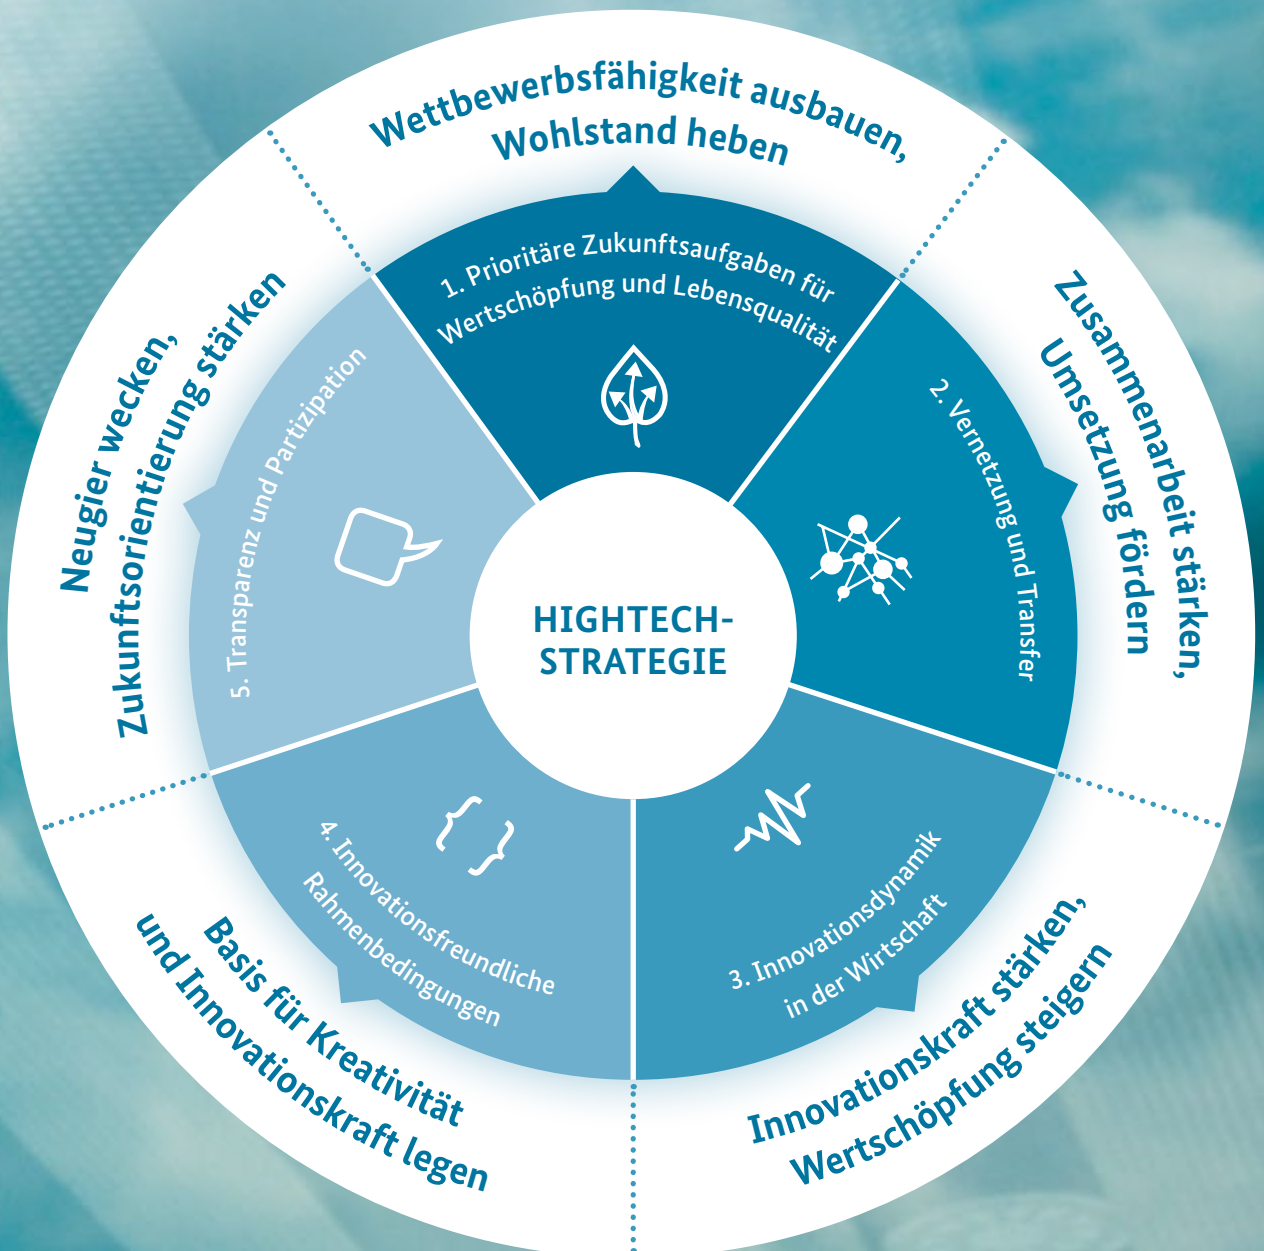 Wettbewerbsfähigkeit ausbauen,
Wohlstand heben
1. Prioritäre Zukunftsaufgaben für
Wertschöpfung und Lebensqualität
Zusammenarbeit stärken,
Umsetzung fördern
2. Vernetzung und Transfer
Innovationskraft stärken,
Wertschöpfung steigern
3. Innovationsdynamik
in der Wirtschaft
Basis für Kreativität
und Innovationskraft legen
4. Innovationsfreundliche
Rahmenbedingungen
Neugier wecken,
Zukunftsorientierung stärken
5. Transparenz und Partizipation
HIGHTECH-
STRATEGIE